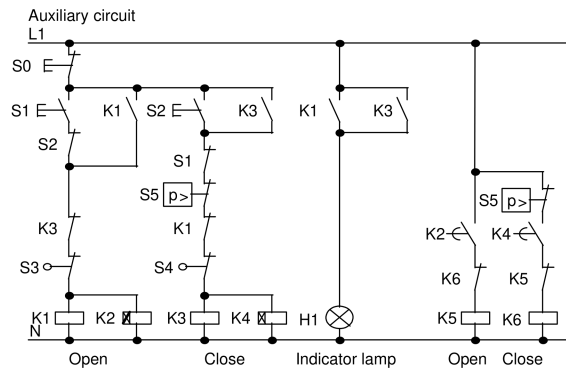 Auxiliary circuit
L1
S0
S1 K1 S2 K3 K1 K3
S2
S1
S5 p> S5 p>
K3 K1 K2 K4
S3 S4 K6 K5
K1 K2 K3 K4 H1 K5 K6
N
Open Close Indicator lamp Open Close